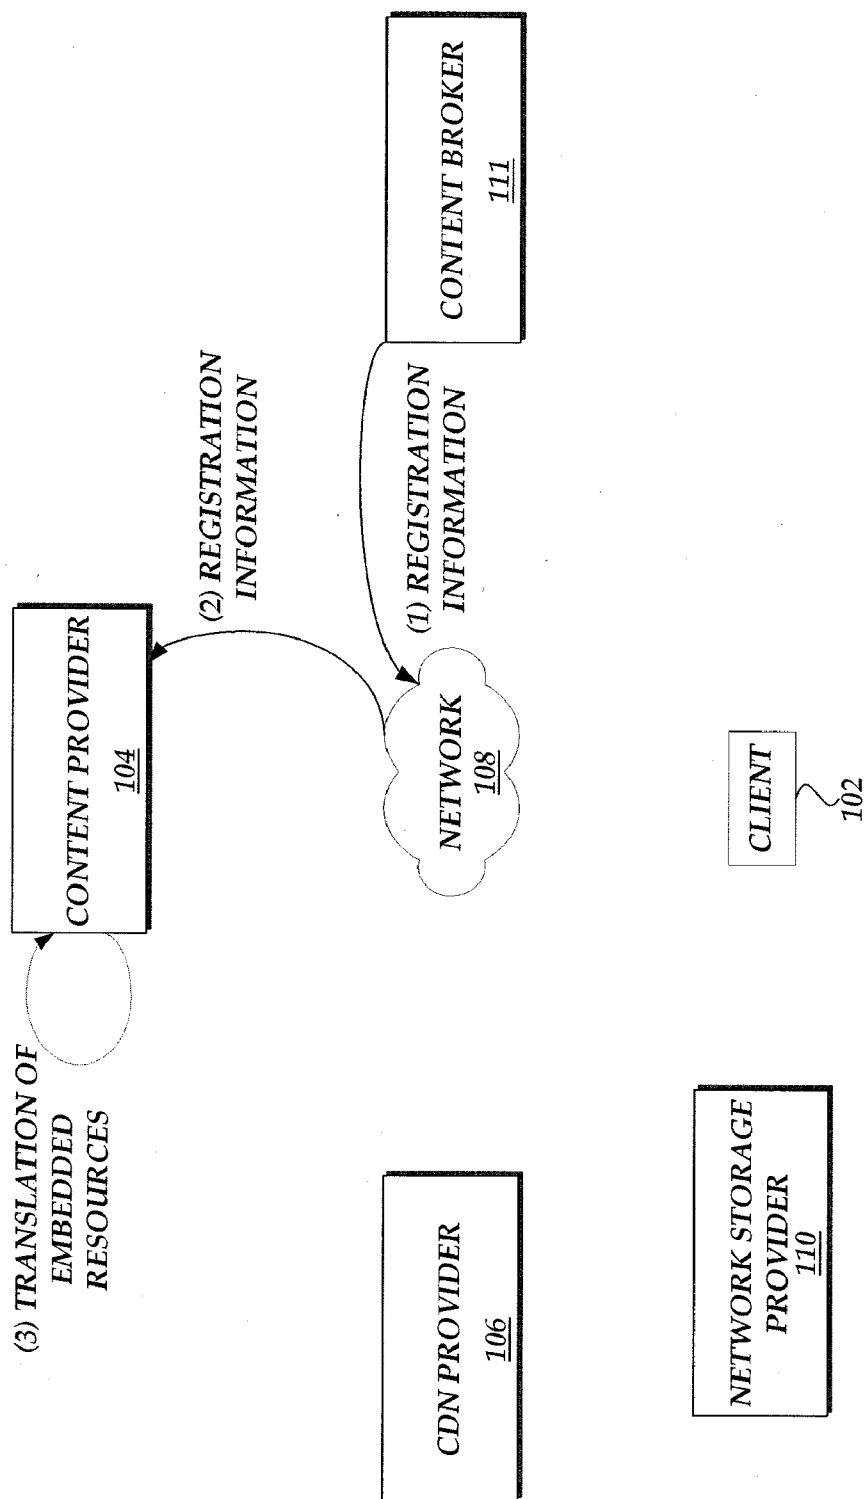 (3) TRANSLATION OF
EMBEDDED
RESOURCES
CONTENT PROVIDER
104
(2) REGISTRATION
INFORMATION
CDN PROVIDER
106
NETWORK
108
(1) REGISTRATION
INFORMATION
CONTENT BROKER
111
NETWORK STORAGE
PROVIDER
110
CLIENT
102